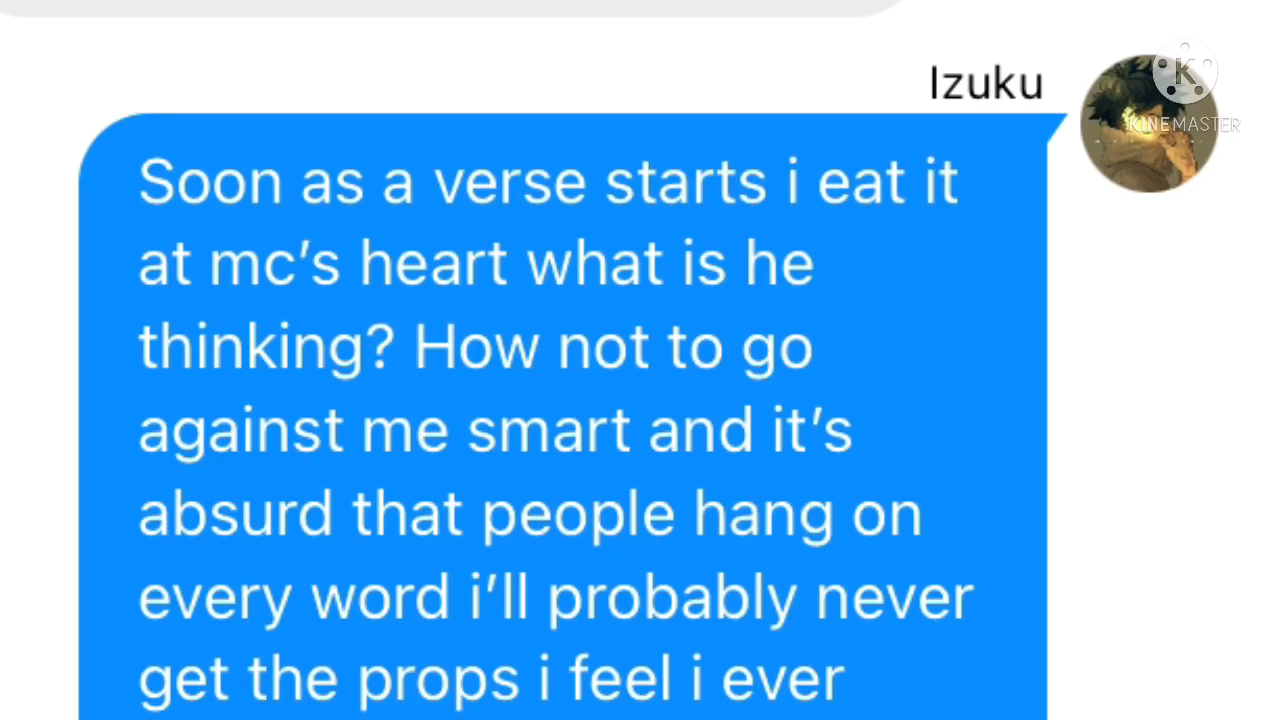 Izuku
K
KINEMASTER
Soon as a verse starts i eat it
at mc's heart what is he
thinking? How not to go
against me smart and it's
absurd that people hang on
every word i'll probably never
get the props i feel i ever